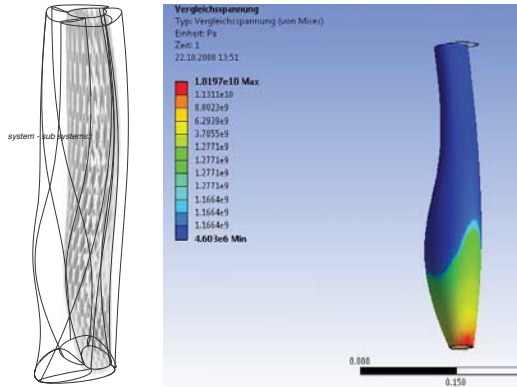 system - sub systems:
Vergleichsspannung
Typ: Vergleichsspannung (von Mises)
Einheit: Pa
Zeit: 1
22.10.2008 13:51
1.0197e10 Max
1.1311e10
8.8023e9
6.2939e9
3.7855e9
1.2771e9
1.2771e9
1.2771e9
1.1664e9
1.1664e9
1.1664e9
4.603e6 Min
0.000
0.150